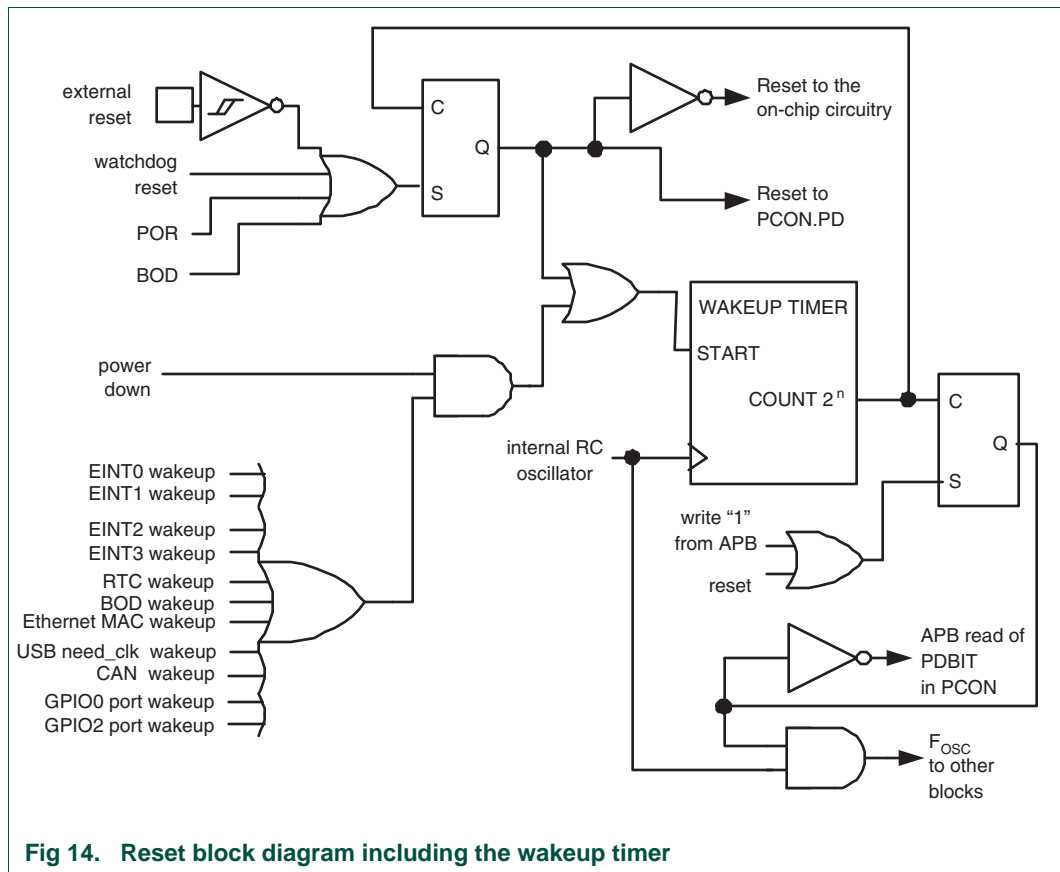 external
reset
watchdog
reset
POR
BOD
C
Q
S
Reset to the
on-chip circuitry
Reset to
PCON.PD
power
down
WAKEUP TIMER
START
COUNT 2ⁿ
internal RC
oscillator
C
Q
S
EINT0 wakeup
EINT1 wakeup
EINT2 wakeup
EINT3 wakeup
RTC wakeup
BOD wakeup
Ethernet MAC wakeup
USB need_clk wakeup
CAN wakeup
GPIO0 port wakeup
GPIO2 port wakeup
write “1”
from APB
reset
APB read of
PDBIT
in PCON
FOSC
to other
blocks
Fig 14. Reset block diagram including the wakeup timer